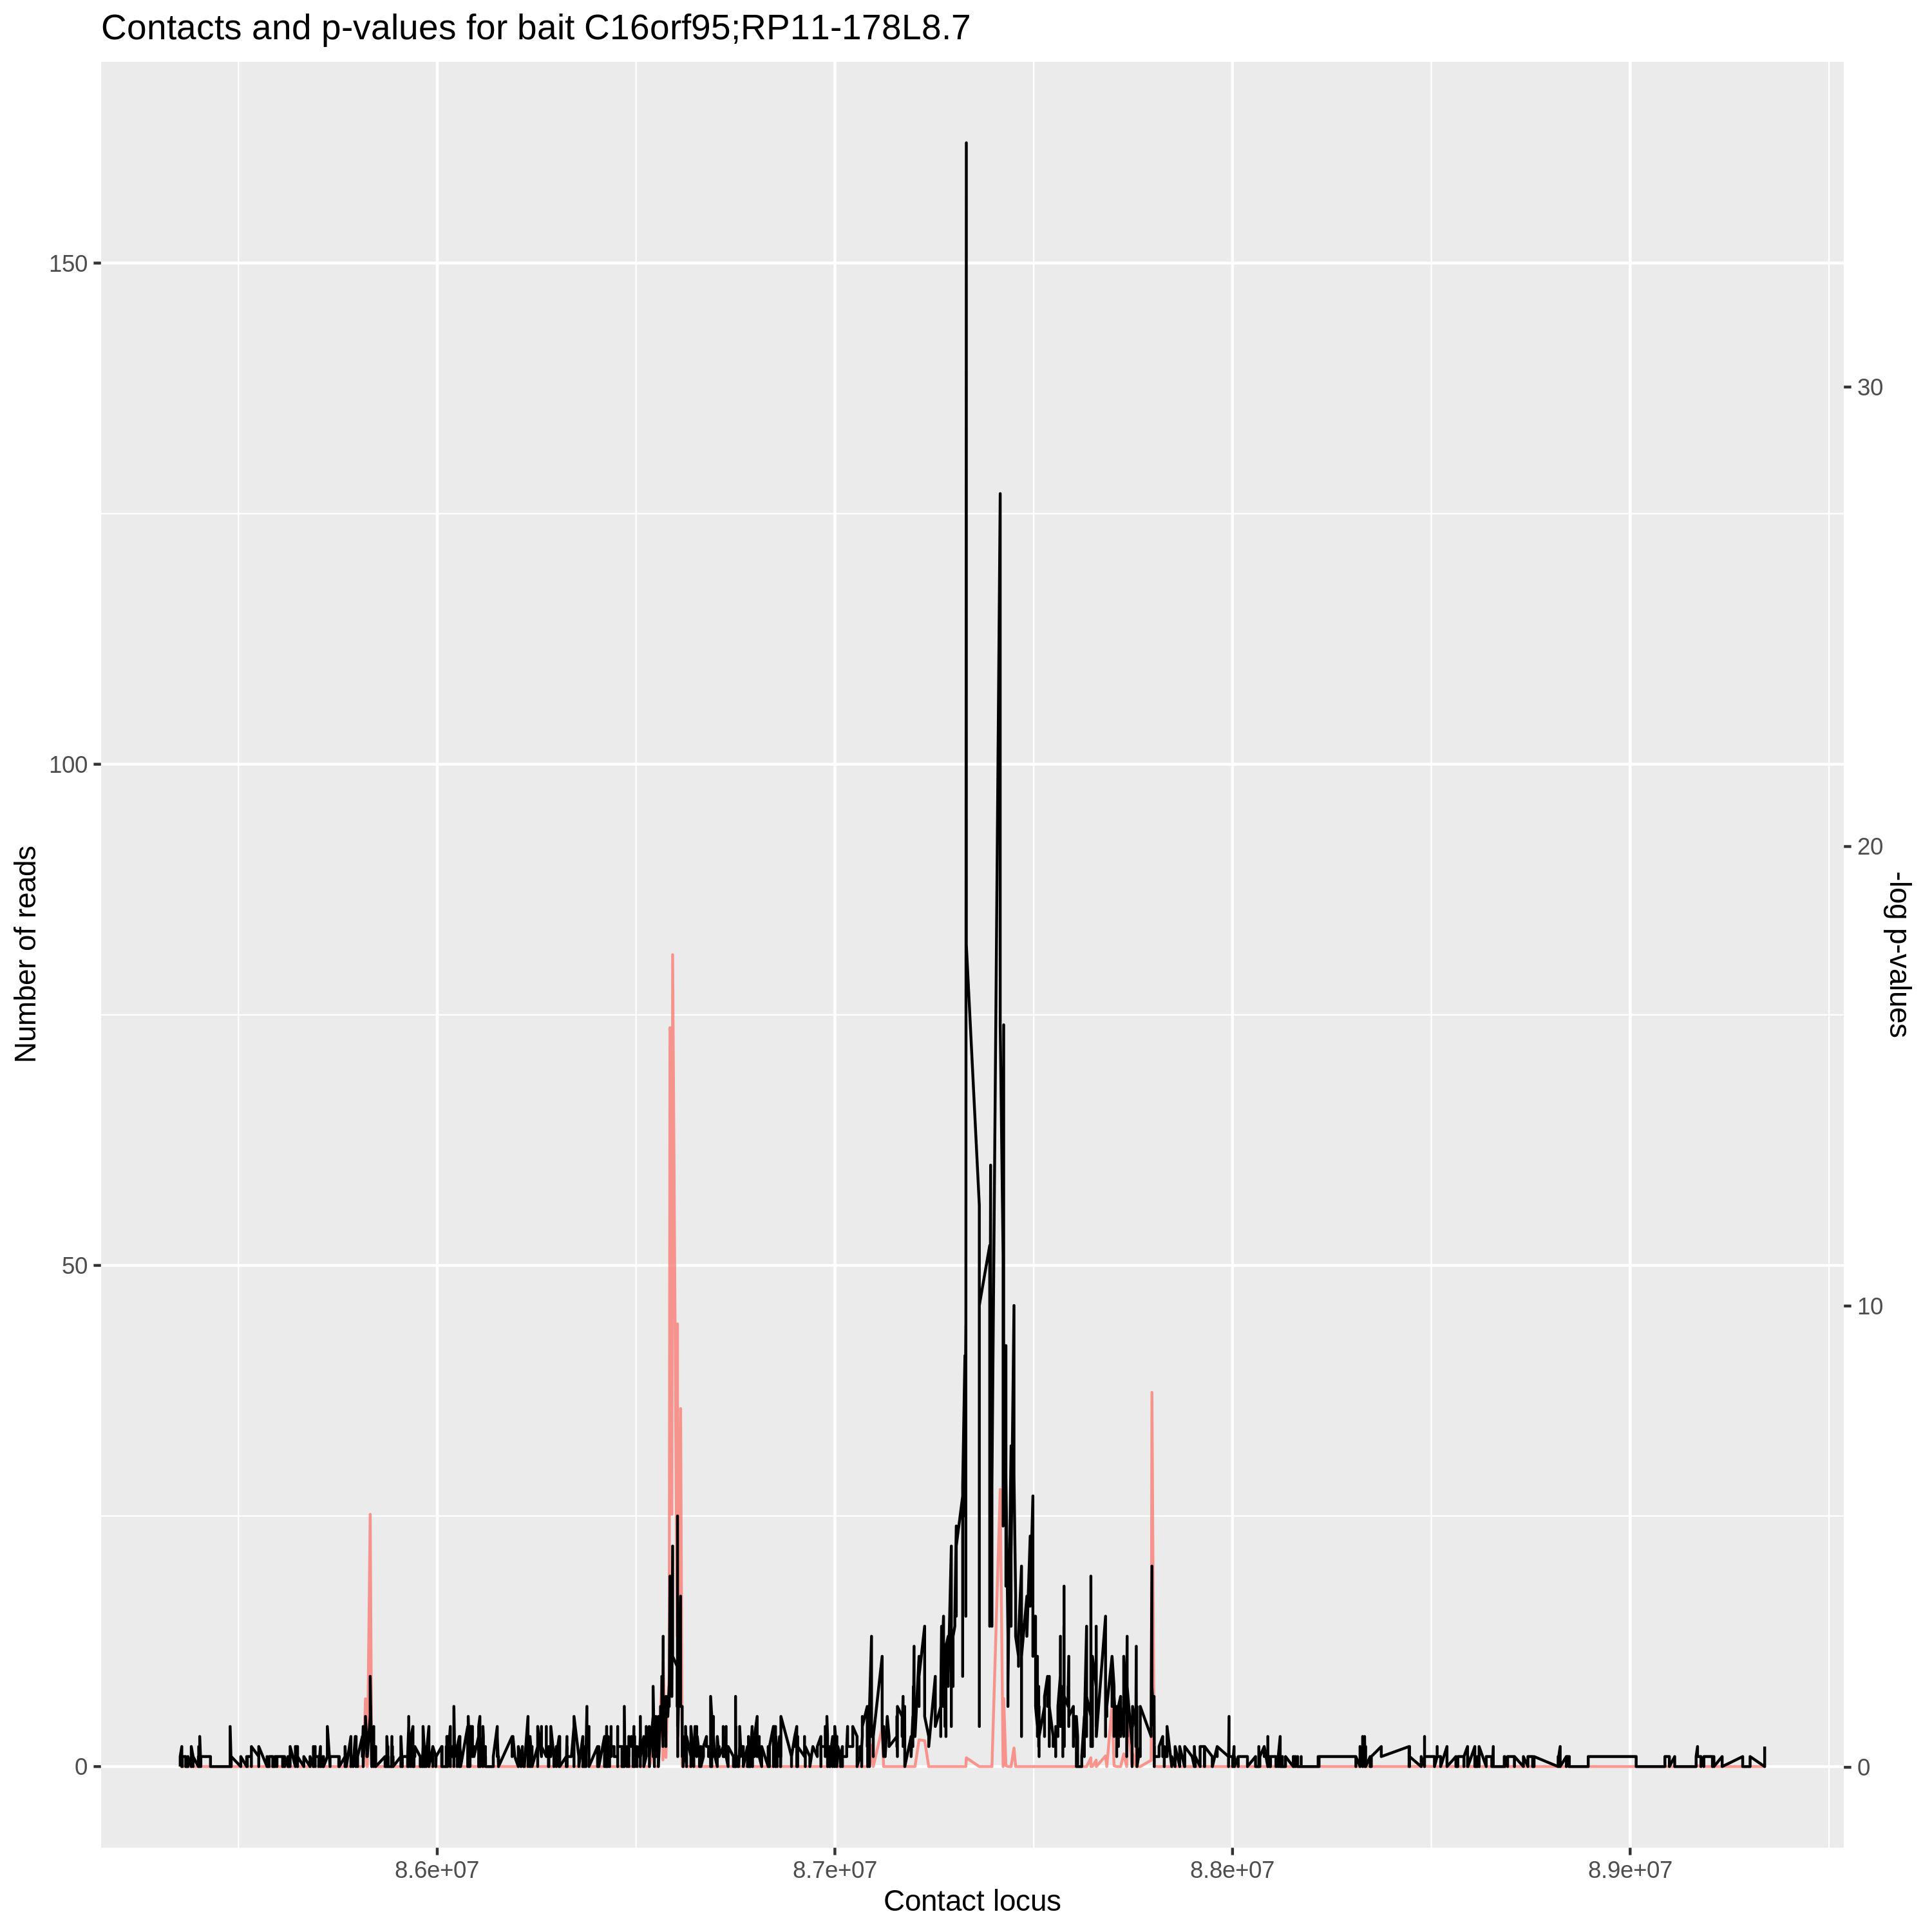 Contacts and p-values for bait C16orf95;RP11-178L8.7
150
100
50
0
Number of reads
30
20
10
0
-log p-values
8.6e+07
8.7e+07
8.8e+07
8.9e+07
Contact locus